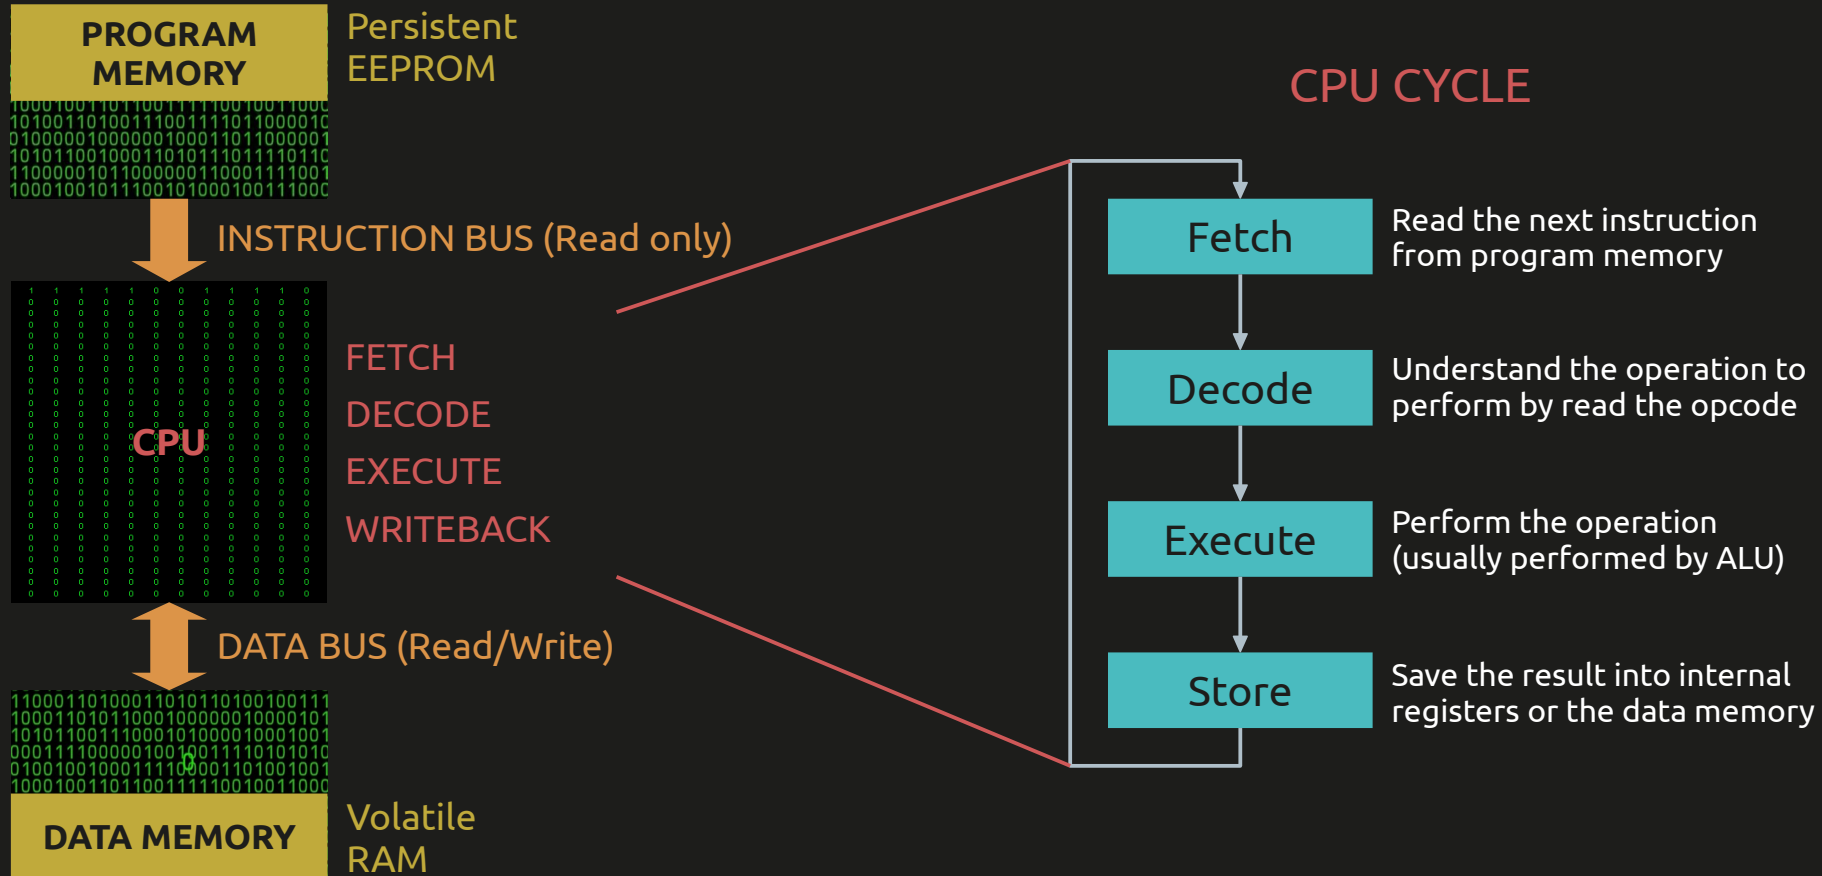 PROGRAM
MEMORY
Persistent
EEPROM
INSTRUCTION BUS (Read only)
CPU
FETCH
DECODE
EXECUTE
WRITEBACK
DATA BUS (Read/Write)
DATA MEMORY
Volatile
RAM
CPU CYCLE
Fetch
Read the next instruction
from program memory
Decode
Understand the operation to
perform by read the opcode
Execute
Perform the operation
(usually performed by ALU)
Store
Save the result into internal
registers or the data memory